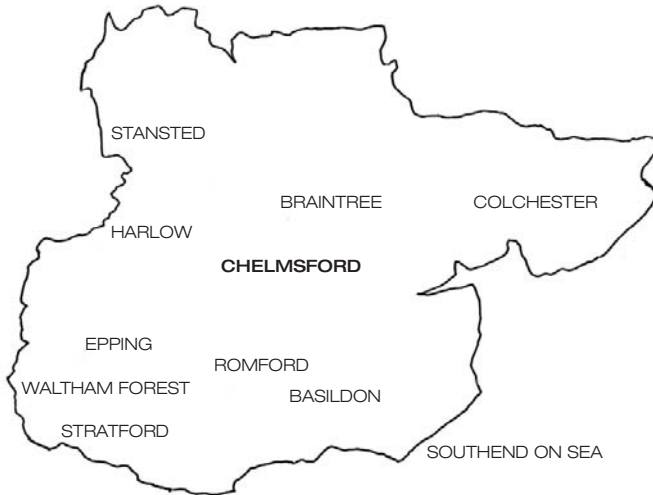 STANSTED
BRAINTREE
COLCHESTER
HARLOW
CHELMSFORD
EPPING
ROMFORD
WALTHAM FOREST
BASILDON
STRATFORD
SOUTHEND ON SEA